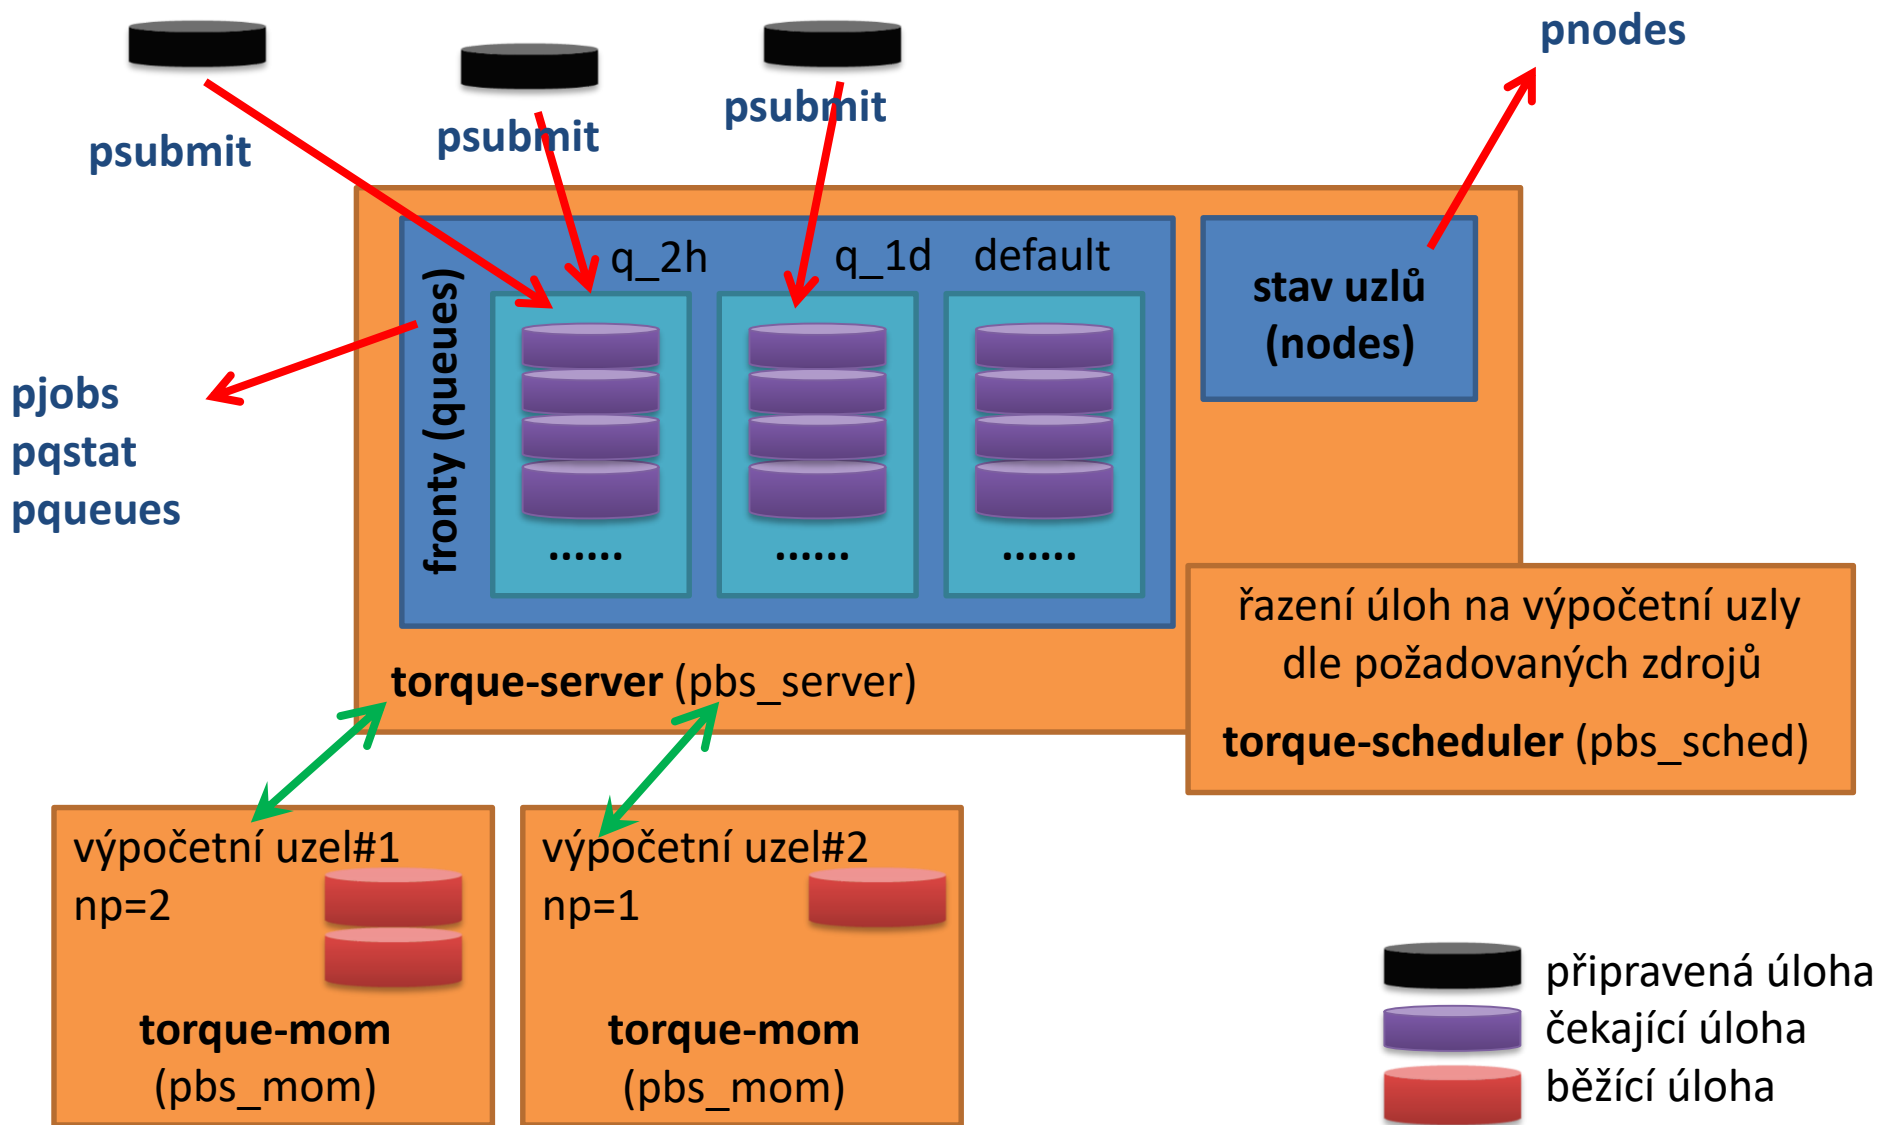 pnodes
psubmit
psubmit
psubmit
q_2h
q_1d
default
fronty (queues)
stav uzlů
(nodes)
pjobs
pqstat
pqueues
......
......
......
řazení úloh na výpočetní uzly
dle požadovaných zdrojů
torque-scheduler (pbs_sched)
torque-server (pbs_server)
výpočetní uzel#1
np=2
torque-mom
(pbs_mom)
výpočetní uzel#2
np=1
torque-mom
(pbs_mom)
připravená úloha
čekající úloha
běžící úloha